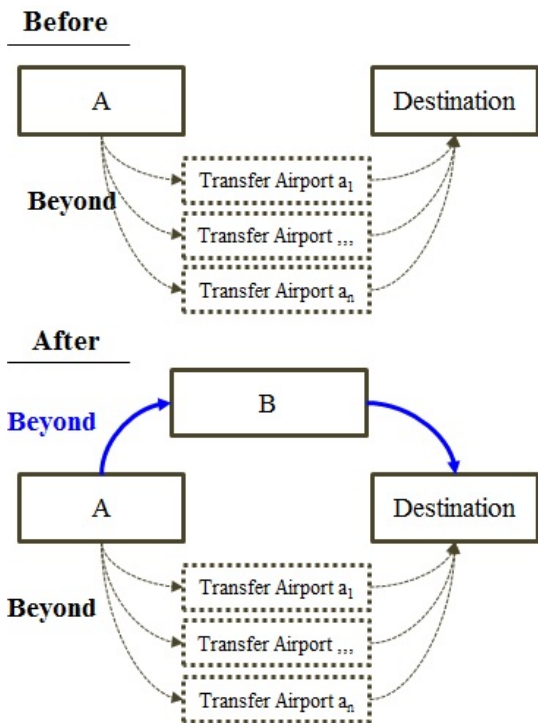 Before
A
Destination
Transfer Airport a₁
Beyond
Transfer Airport ,,,
Transfer Airport aₙ
After
B
Beyond
A
Destination
Transfer Airport a₁
Beyond
Transfer Airport ,,,
Transfer Airport aₙ